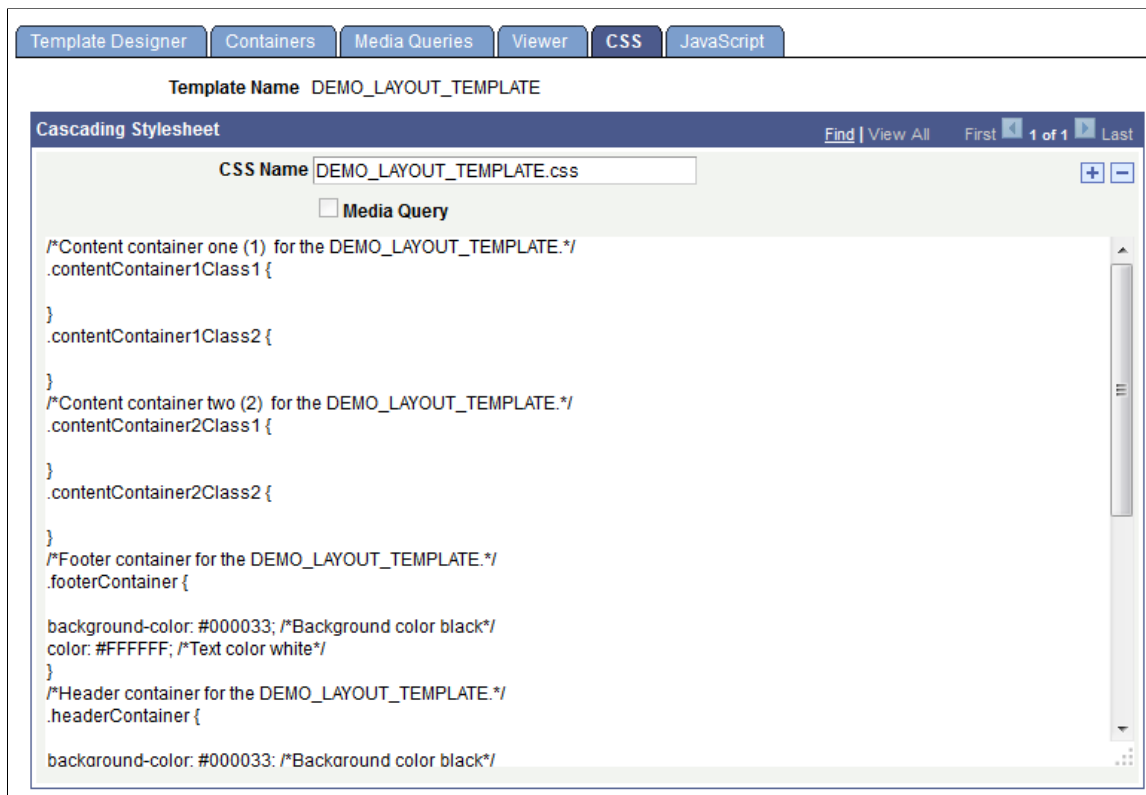 Template Designer Containers Media Queries Viewer CSS JavaScript
Template Name DEMO_LAYOUT_TEMPLATE
Cascading Stylesheet Find | View All First 1 of 1 Last
CSS Name DEMO_LAYOUT_TEMPLATE.css
Media Query
/*Content container one (1) for the DEMO_LAYOUT_TEMPLATE.*/
.contentContainer1Class1 {
}
.contentContainer1Class2 {
}
/*Content container two (2) for the DEMO_LAYOUT_TEMPLATE.*/
.contentContainer2Class1 {
}
.contentContainer2Class2 {
}
/*Footer container for the DEMO_LAYOUT_TEMPLATE.*/
.footerContainer {
background-color: #000033; /*Background color black*/
color: #FFFFFF; /*Text color white*/
}
/*Header container for the DEMO_LAYOUT_TEMPLATE.*/
.headerContainer {
background-color: #000033; /*Background color black*/